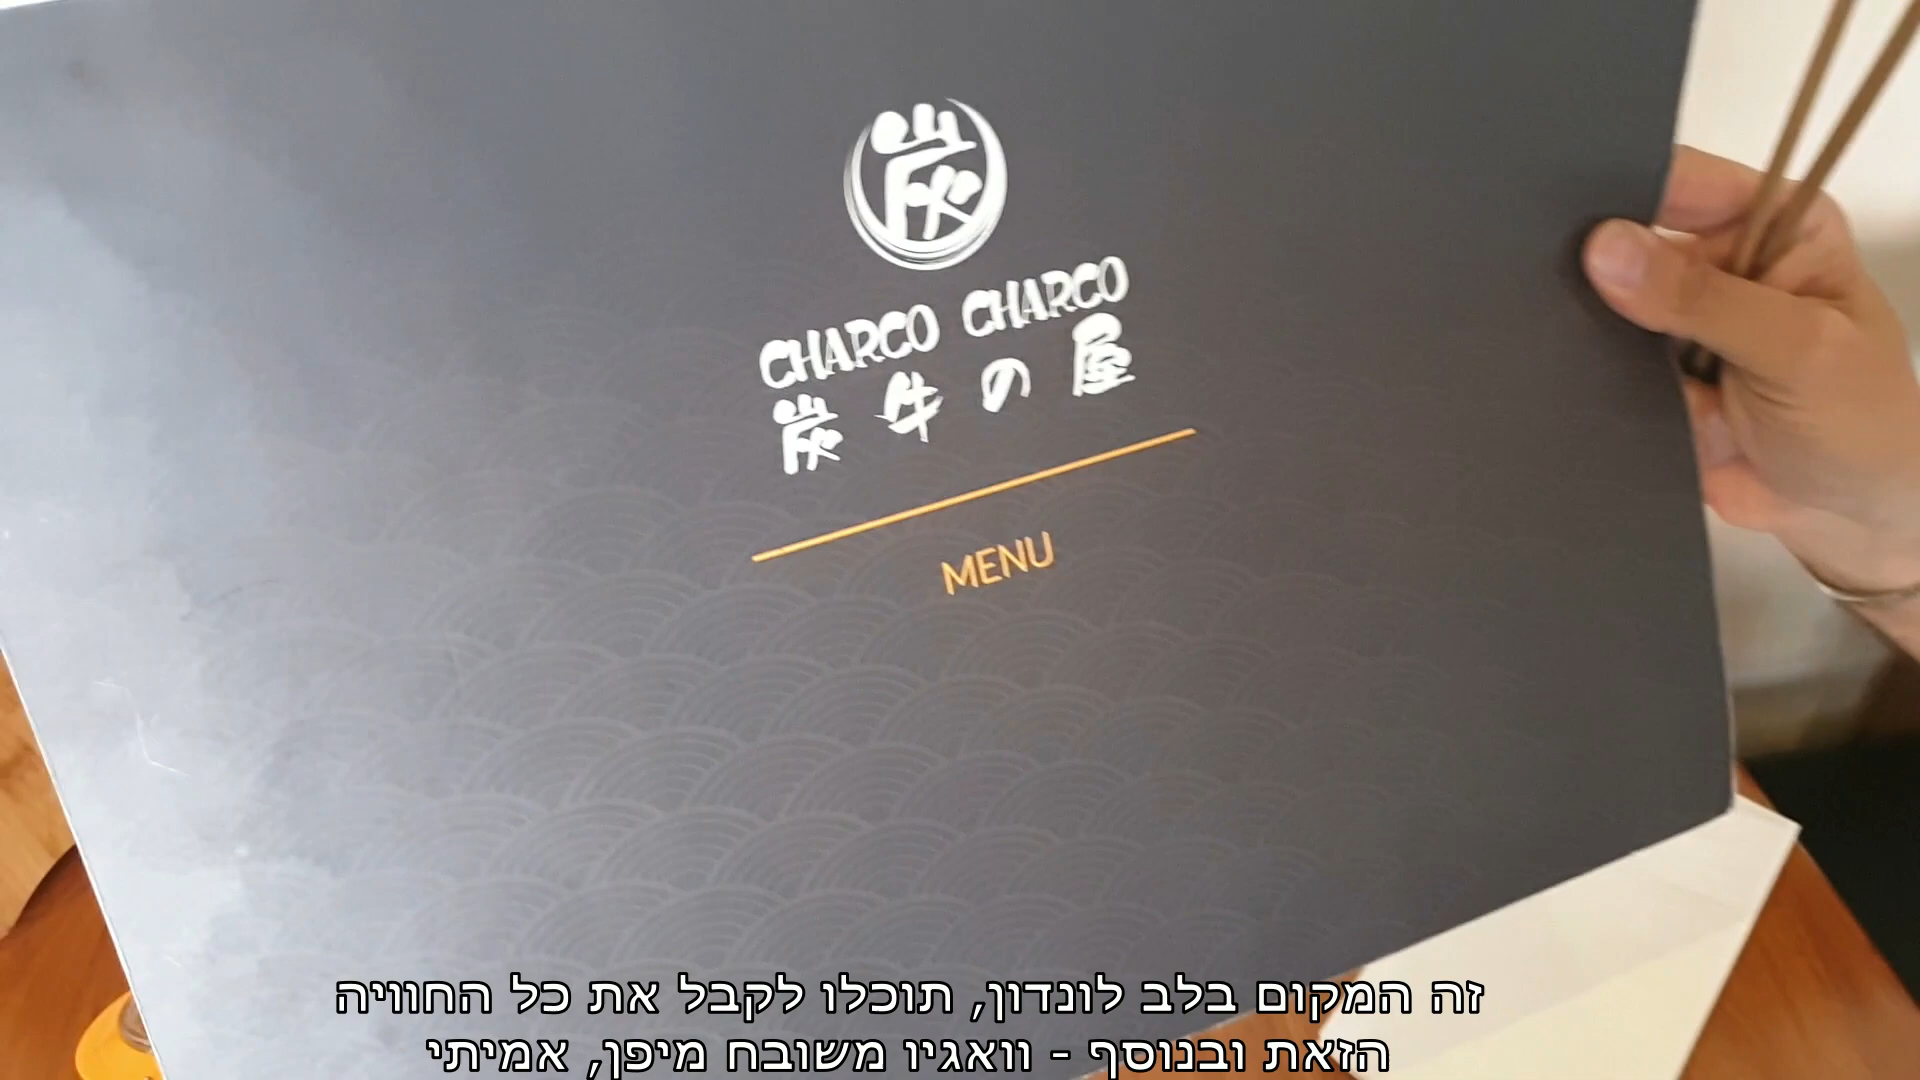 炭
CHARCO CHARCO
炭牛の屋
MENU
זה המקום בלב לונדון, תוכלו לקבל את כל החוויה
הזאת ובנוסף - וואגיו משובח מיפן, אמיתי